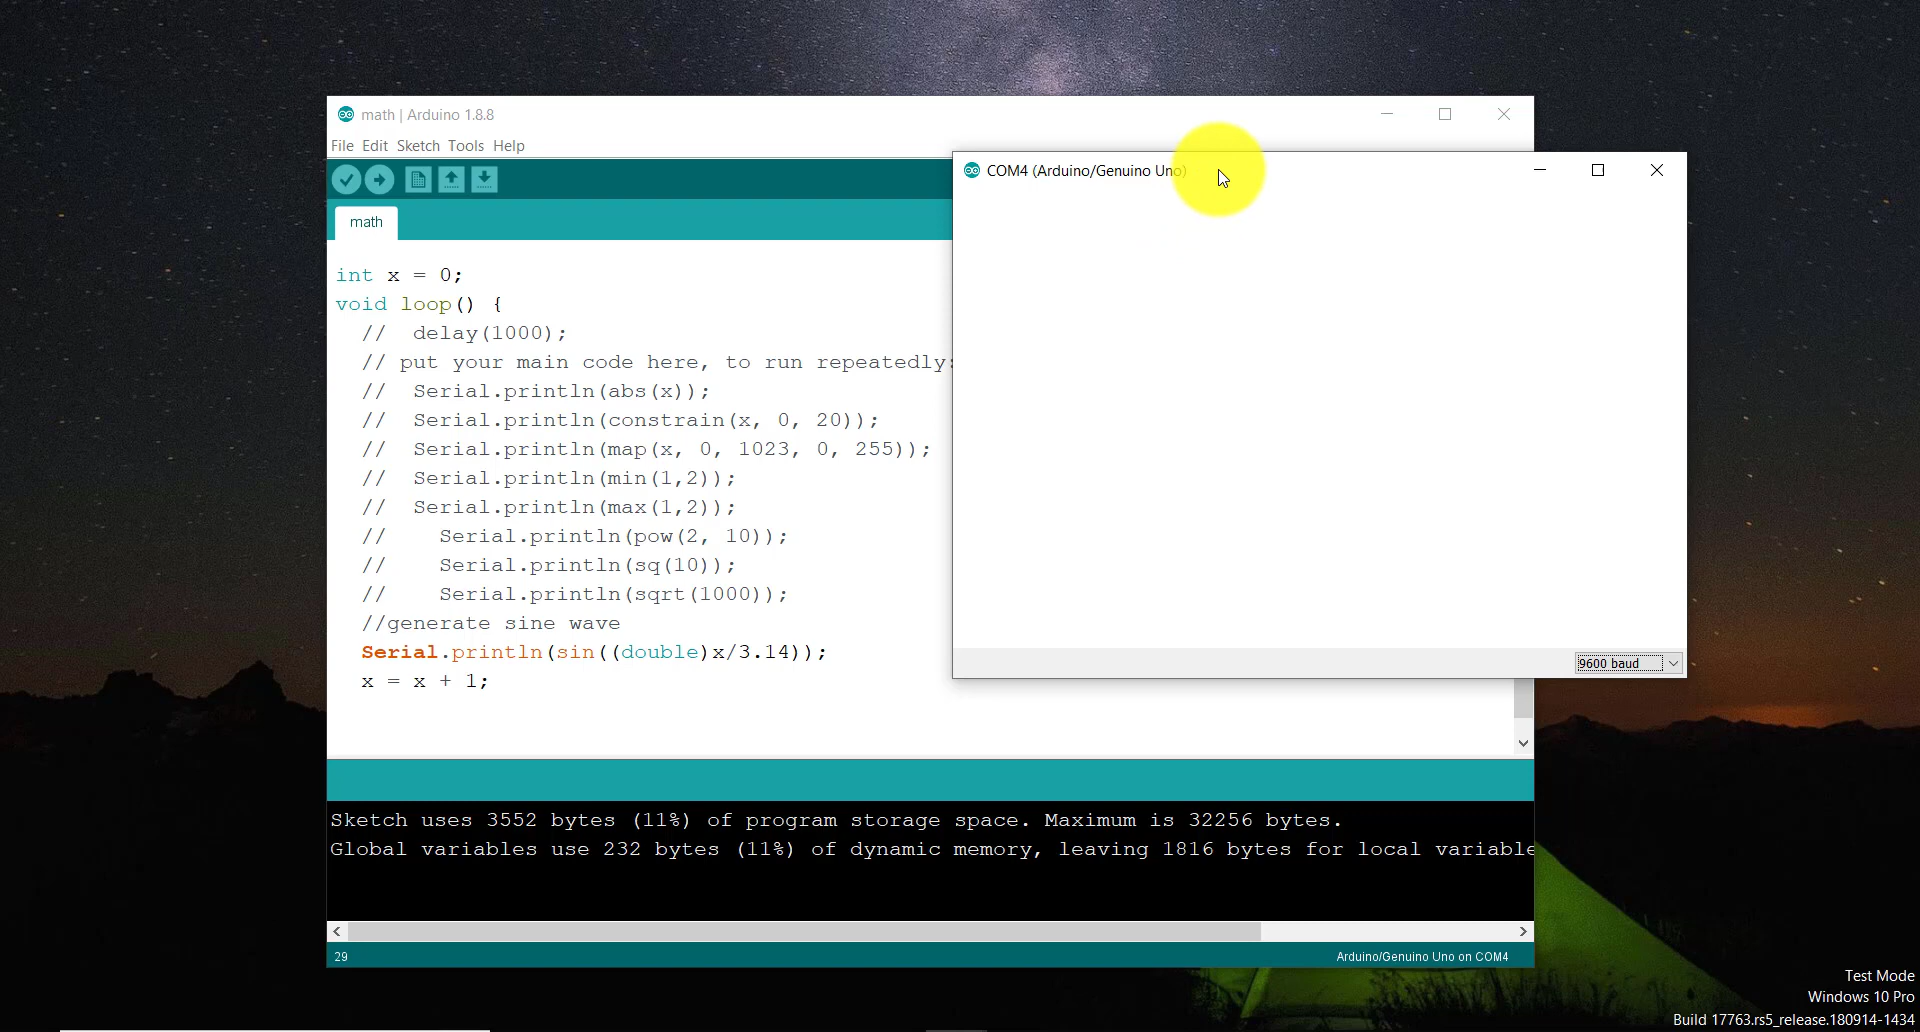 math | Arduino 1.8.8
File Edit Sketch Tools Help
COM4 (Arduino/Genuino Uno)
math
int x = 0;
void loop() {
//  delay(1000);
// put your main code here, to run repeatedly:
//  Serial.println(abs(x));
//  Serial.println(constrain(x, 0, 20));
//  Serial.println(map(x, 0, 1023, 0, 255));
//  Serial.println(min(1,2));
//  Serial.println(max(1,2));
//    Serial.println(pow(2, 10));
//    Serial.println(sq(10));
//    Serial.println(sqrt(1000));
//generate sine wave
Serial.println(sin((double)x/3.14));
x = x + 1;
9600 baud
Sketch uses 3552 bytes (11%) of program storage space. Maximum is 32256 bytes.
Global variables use 232 bytes (11%) of dynamic memory, leaving 1816 bytes for local variable
29
Arduino/Genuino Uno on COM4
Test Mode
Windows 10 Pro
Build 17763.rs5_release.180914-1434